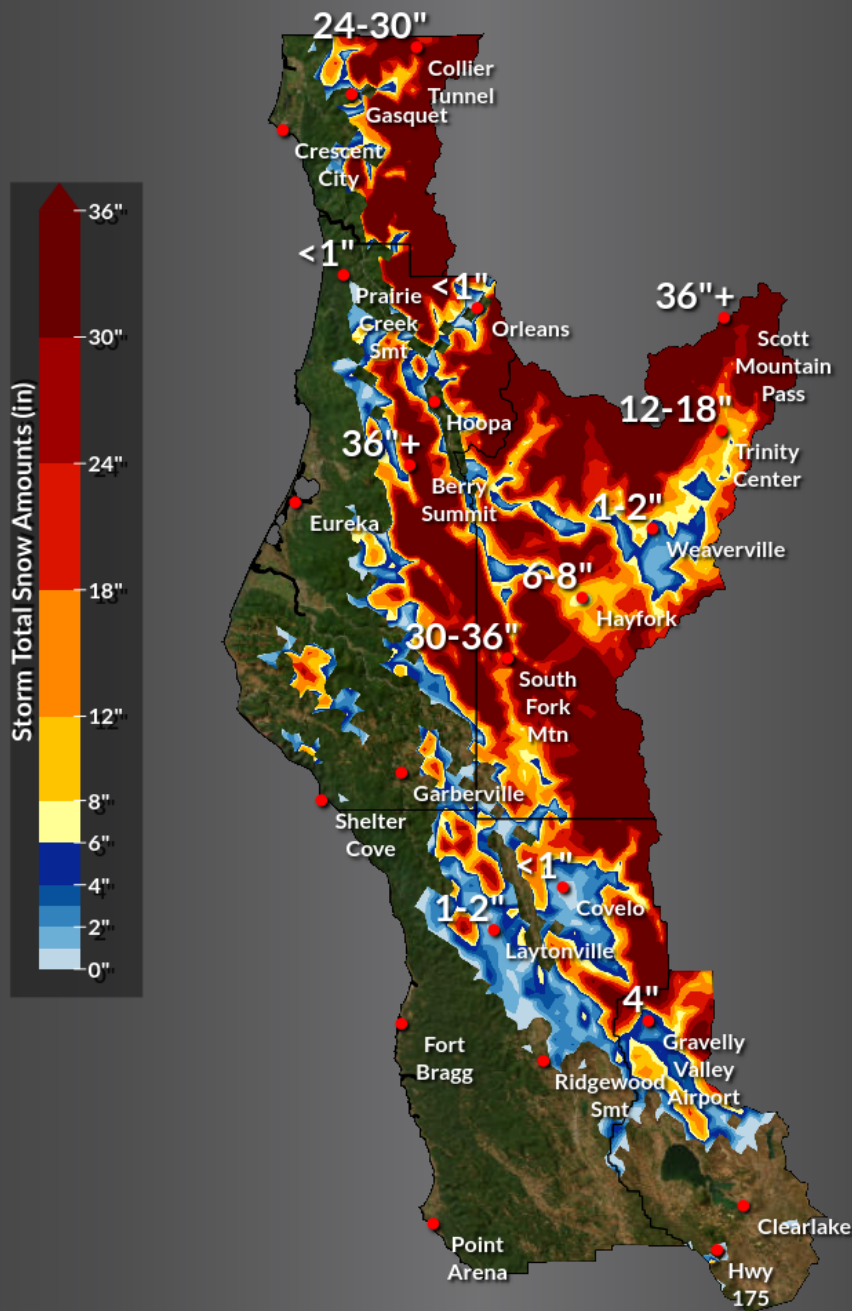 24-30"
Collier
Tunnel
Gasquet
Crescent
City
36"
30"
24"
18"
12"
8"
6"
4"
2"
0"
Storm Total Snow Amounts (in)
<1"
Prairie
Creek
Smt
<1"
Orleans
36"+
Scott
Mountain
Pass
12-18"
Trinity
Center
Hoopa
36"+
Berry
Summit
Eureka
1-2"
Weaverville
6-8"
Hayfork
30-36"
South
Fork
Mtn
Garberville
Shelter
Cove
<1"
Covelo
1-2"
Laytonville
4"
Gravelly
Valley
Airport
Fort
Bragg
Ridgewood
Smt
Clearlake
Point
Arena
Hwy
175